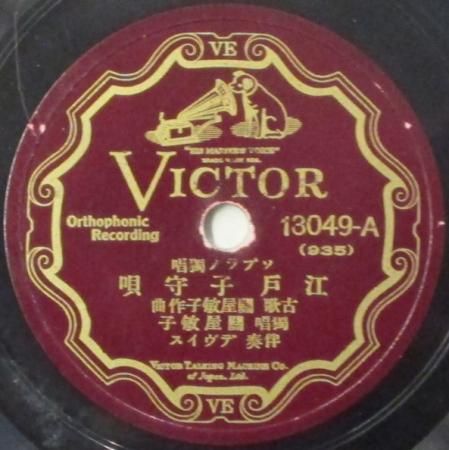 VE
"HIS MASTER'S VOICE"
TRADE MARK REG.
VICTOR
Orthophonic
Recording
13049-A
(935)
ソプラノ獨唱
江戸子守唄
古歌 關屋敏子作曲
獨唱 關屋敏子
伴奏 デヴイス
VICTOR TALKING MACHINE CO.
of Japan, Ltd.
VE